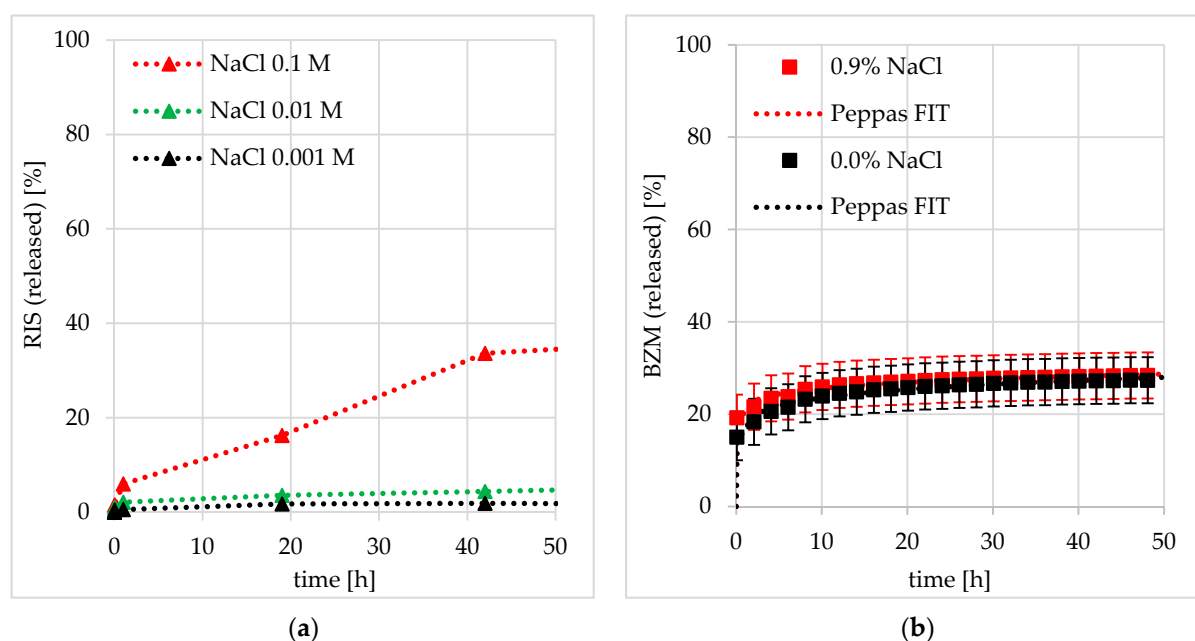 100
80
60
40
20
0
RIS (released) [%]
NaCl 0.1 M
NaCl 0.01 M
NaCl 0.001 M
0 10 20 30 40 50
time [h]
(a)
100
80
60
40
20
0
BZM (released) [%]
0.9% NaCl
Peppas FIT
0.0% NaCl
Peppas FIT
0 10 20 30 40 50
time [h]
(b)